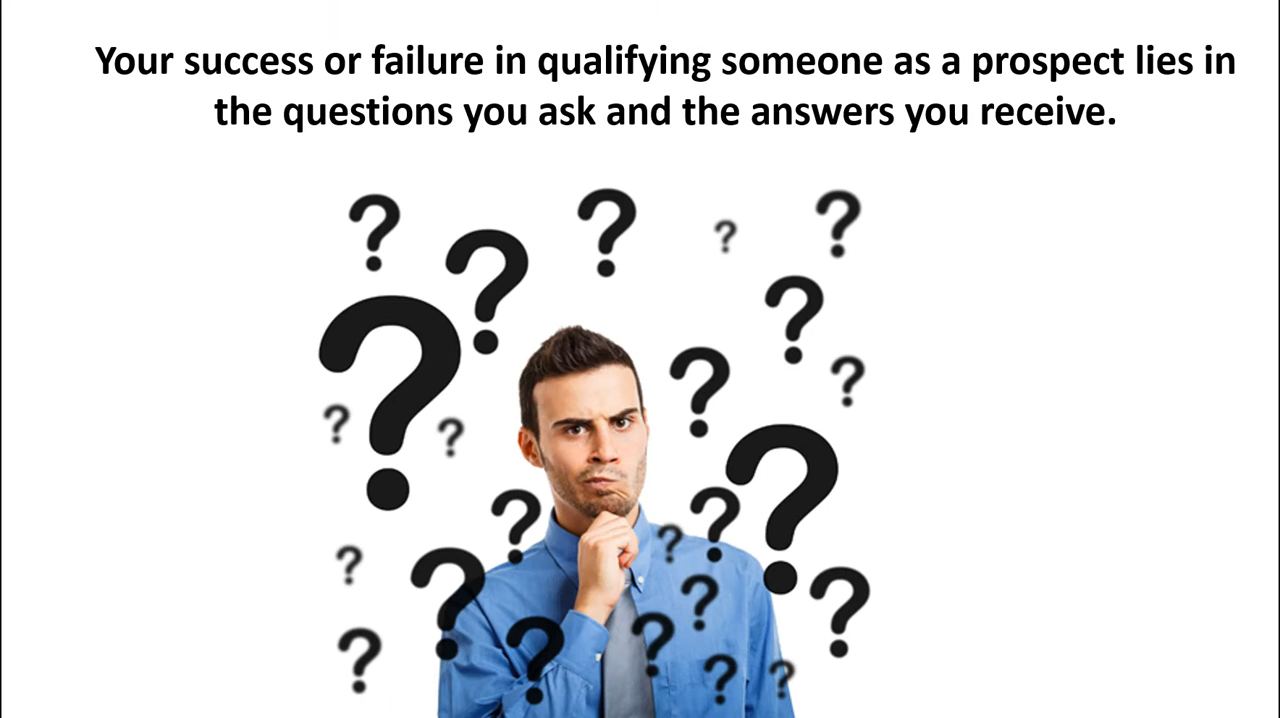 Your success or failure in qualifying someone as a prospect lies in
the questions you ask and the answers you receive.